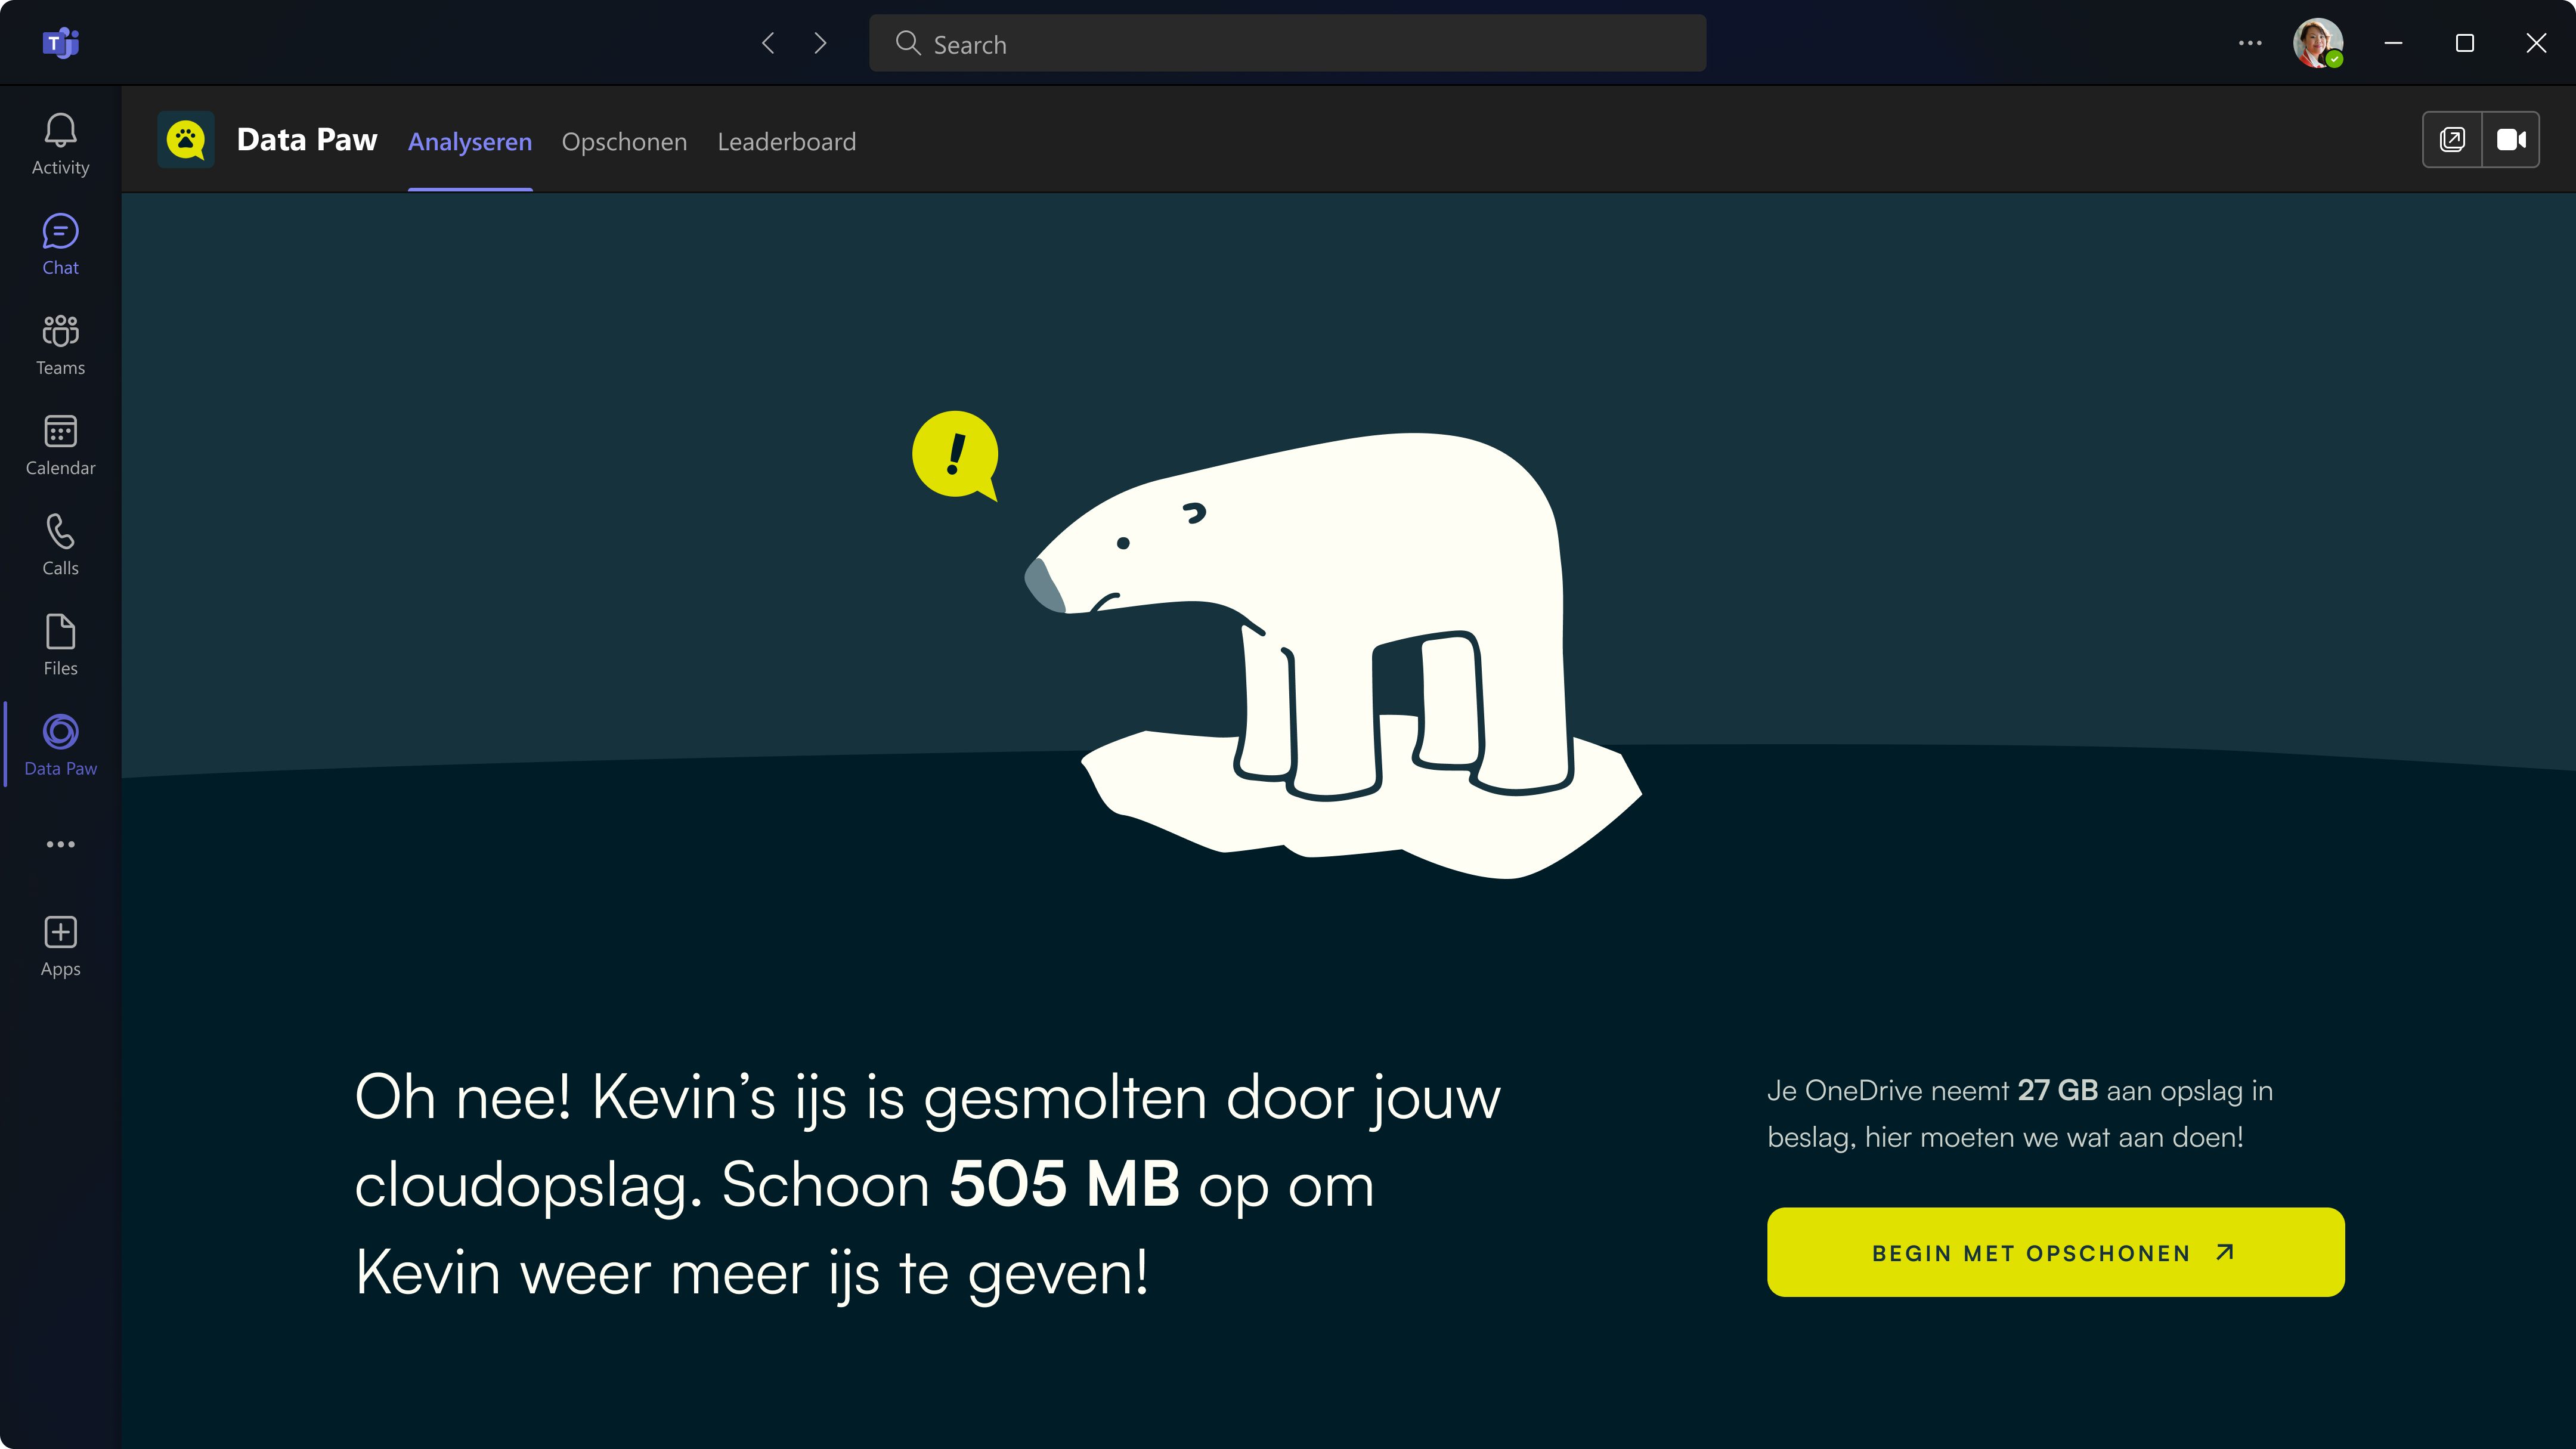 Search
Data Paw
Analyseren
Opschonen
Leaderboard
Activity
Chat
Teams
Calendar
Calls
Files
Data Paw
Apps
!
Oh nee! Kevin’s ijs is gesmolten door jouw
cloudopslag. Schoon 505 MB op om
Kevin weer meer ijs te geven!
Je OneDrive neemt 27 GB aan opslag in
beslag, hier moeten we wat aan doen!
BEGIN MET OPSCHONEN